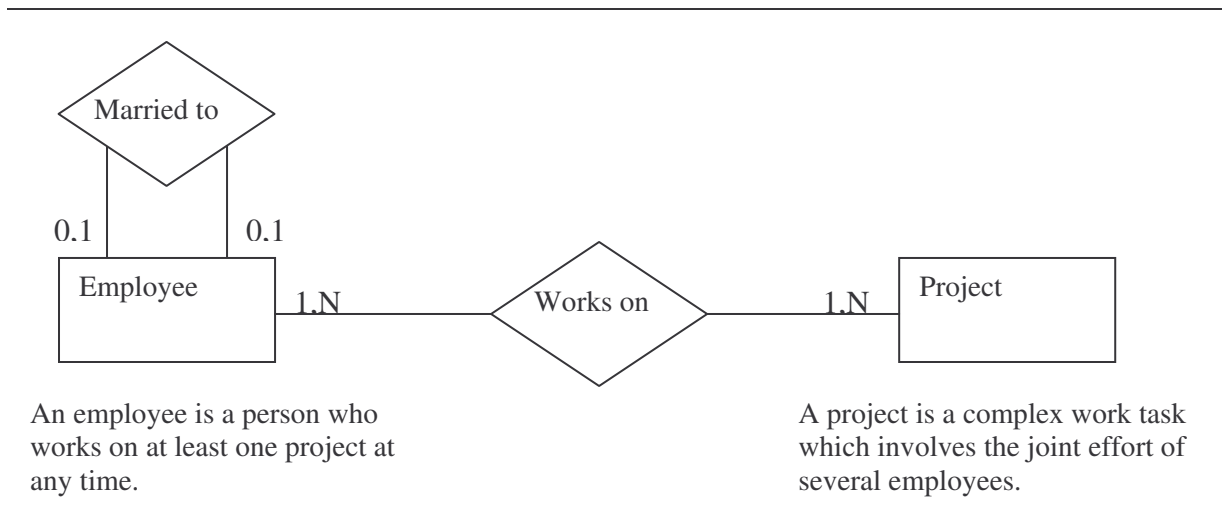 Married to
0,1
0,1
Employee
1,N
Works on
1,N
Project
An employee is a person who
works on at least one project at
any time.
A project is a complex work task
which involves the joint effort of
several employees.